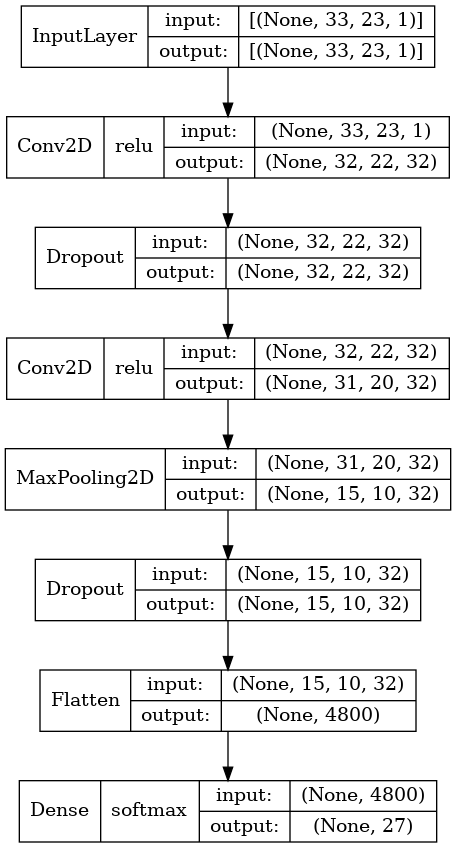 InputLayer input: [(None, 33, 23, 1)]
output: [(None, 33, 23, 1)]
Conv2D relu input: (None, 33, 23, 1)
output: (None, 32, 22, 32)
Dropout input: (None, 32, 22, 32)
output: (None, 32, 22, 32)
Conv2D relu input: (None, 32, 22, 32)
output: (None, 31, 20, 32)
MaxPooling2D input: (None, 31, 20, 32)
output: (None, 15, 10, 32)
Dropout input: (None, 15, 10, 32)
output: (None, 15, 10, 32)
Flatten input: (None, 15, 10, 32)
output: (None, 4800)
Dense softmax input: (None, 4800)
output: (None, 27)